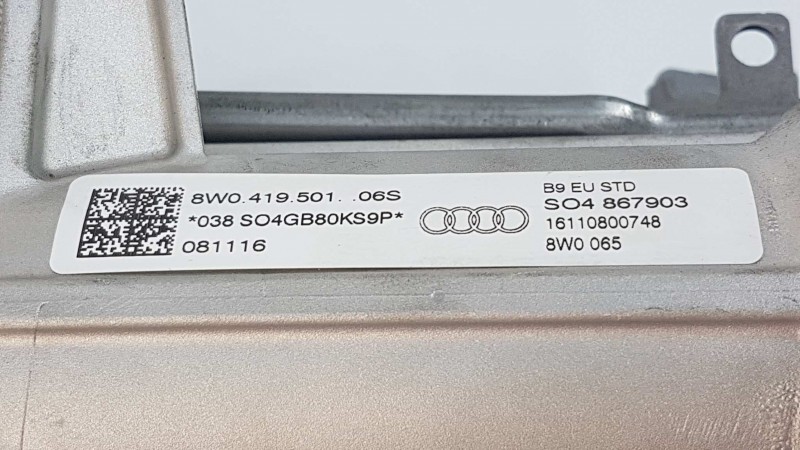 8W0.419.501. .06S
*038 SO4GB80KS9P*
081116
B9 EU STD
SO4 867903
16110800748
8W0 065